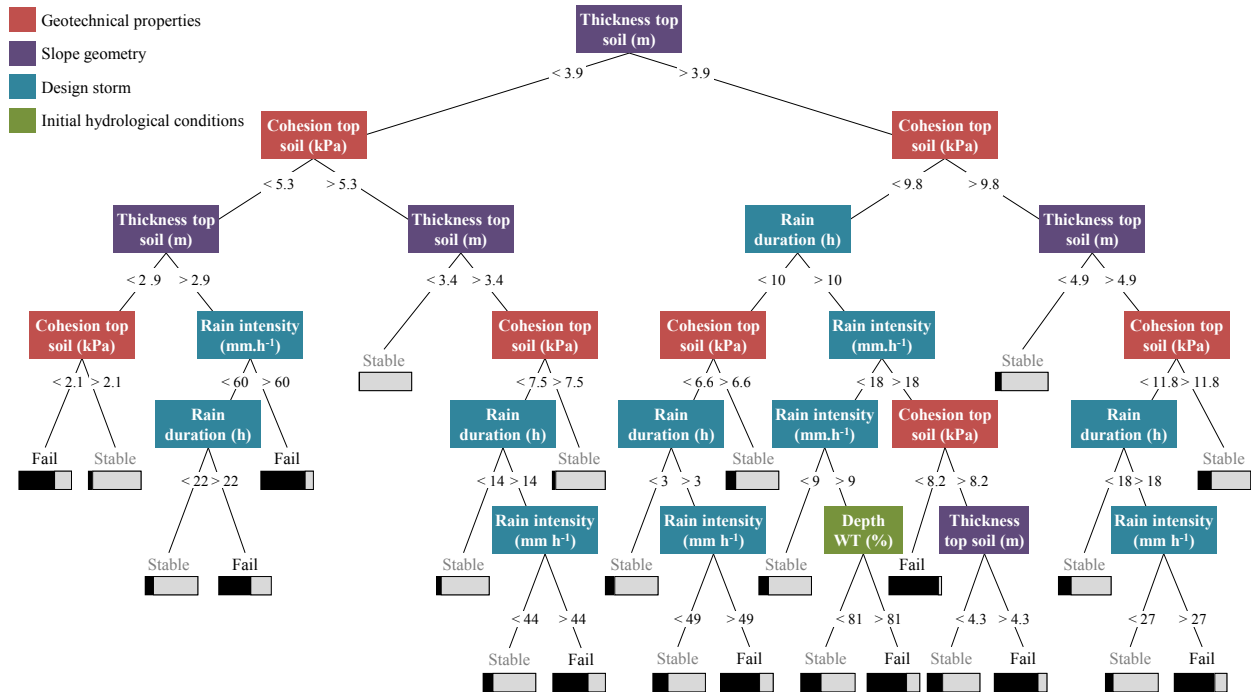 Geotechnical properties
Slope geometry
Design storm
Initial hydrological conditions
Thickness top
soil (m)
< 3.9
> 3.9
Cohesion top
soil (kPa)
Cohesion top
soil (kPa)
< 5.3
> 5.3
< 9.8
> 9.8
Thickness top
soil (m)
Thickness top
soil (m)
Rain
duration (h)
Thickness top
soil (m)
< 2 .9
> 2.9
< 3.4
> 3.4
< 10
> 10
< 4.9
> 4.9
Cohesion top
soil (kPa)
Rain intensity
(mm.h-1)
Stable
Cohesion top
soil (kPa)
Cohesion top
soil (kPa)
Rain intensity
(mm.h-1)
Stable
Cohesion top
soil (kPa)
< 2.1
> 2.1
< 60
> 60
< 7.5
> 7.5
< 6.6
> 6.6
< 18
> 18
< 11.8
> 11.8
Fail
Stable
Rain
duration (h)
Fail
Rain
duration (h)
Stable
Rain
duration (h)
Stable
Rain intensity
(mm.h-1)
Cohesion top
soil (kPa)
Rain
duration (h)
Stable
< 22
> 22
< 14
> 14
< 3
> 3
< 9
> 9
< 8.2
> 8.2
< 18
> 18
Stable
Fail
Stable
Rain intensity
(mm h-1)
Stable
Rain intensity
(mm h-1)
Stable
Depth
WT (%)
Fail
Thickness
top soil (m)
Stable
Rain intensity
(mm h-1)
< 44
> 44
< 49
> 49
< 81
> 81
< 4.3
> 4.3
< 27
> 27
Stable
Fail
Stable
Fail
Stable
Fail
Stable
Fail
Stable
Fail